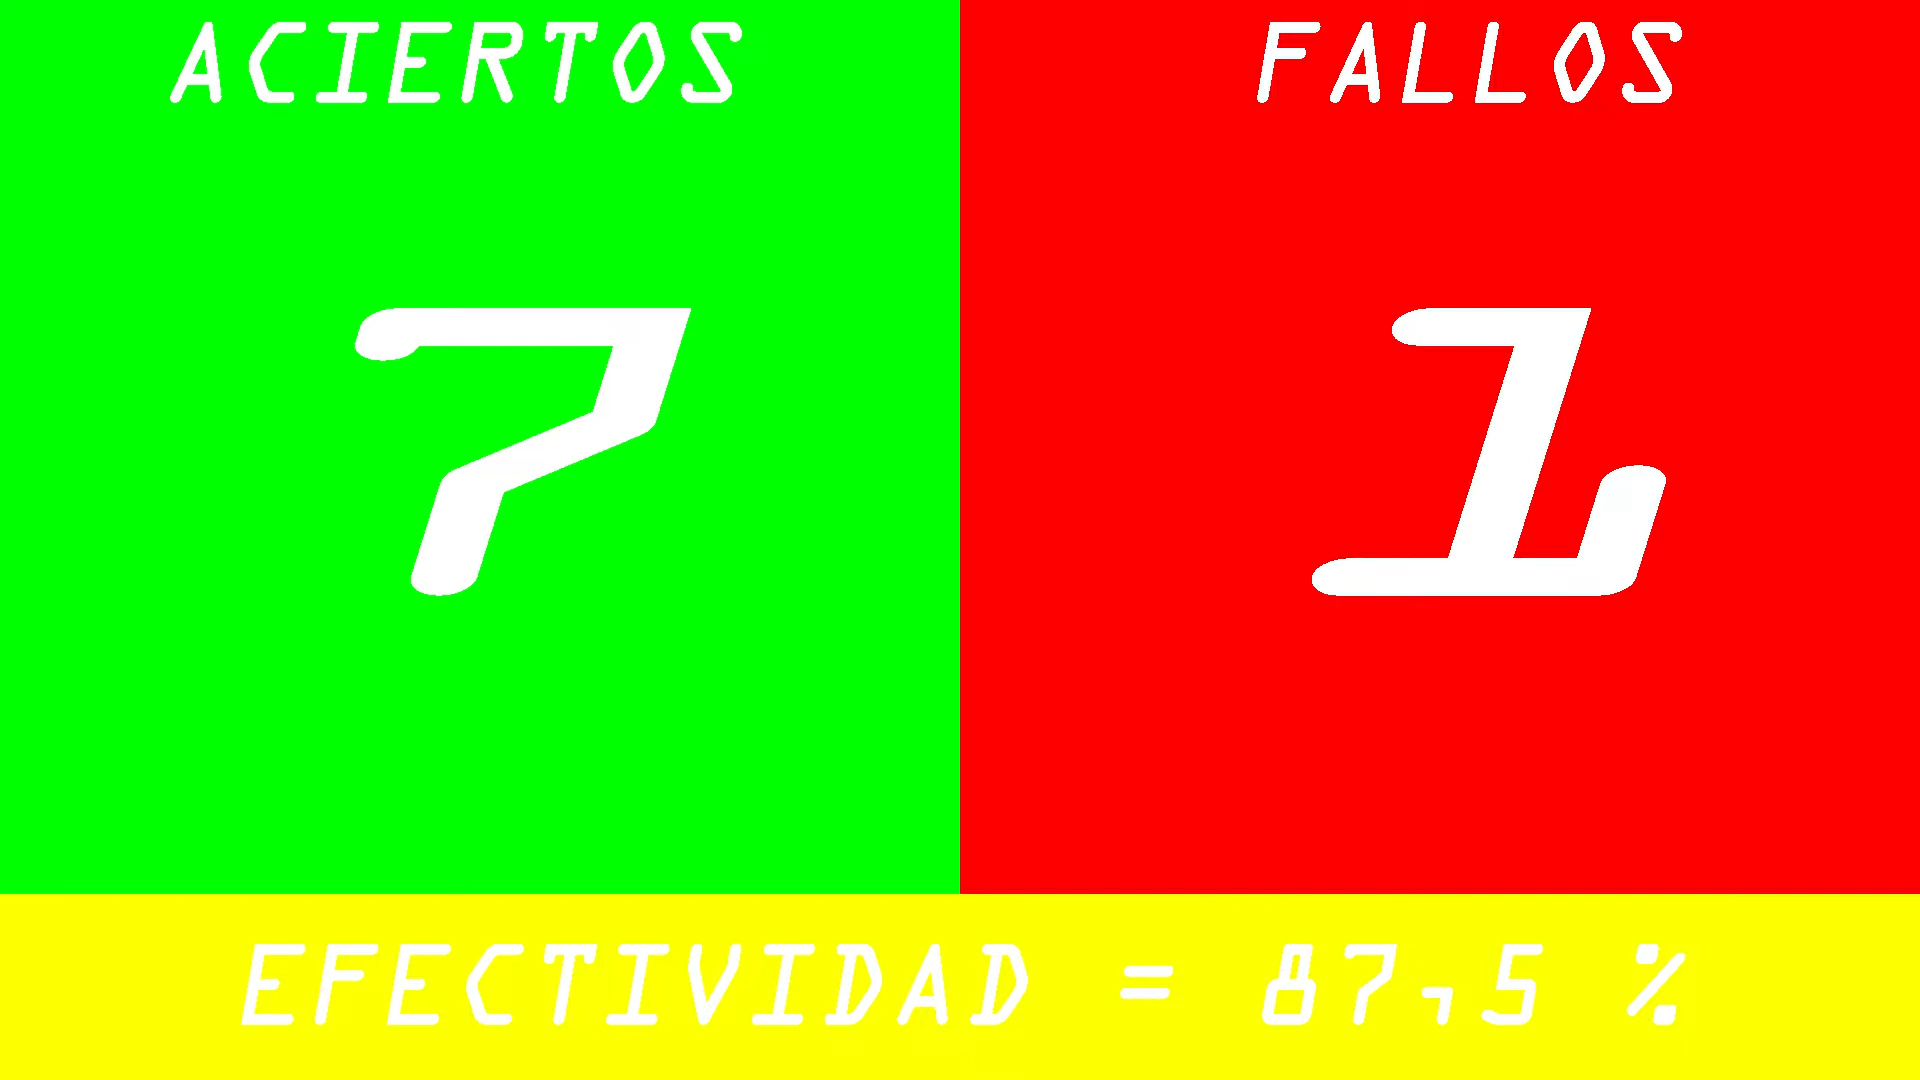 ACIERTOS
FALLOS
7
1
EFECTIVIDAD = 87,5 %